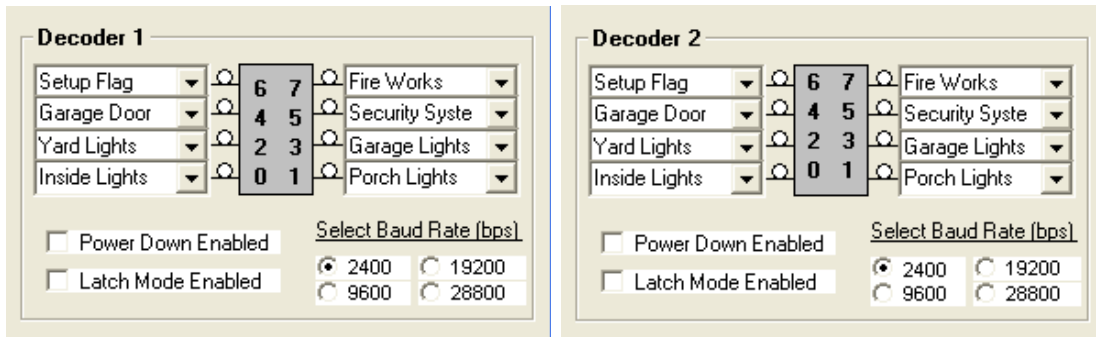 Decoder 1
Setup Flag 6 7 Fire Works
Garage Door 4 5 Security Syste
Yard Lights 2 3 Garage Lights
Inside Lights 0 1 Porch Lights
Power Down Enabled
Latch Mode Enabled
Select Baud Rate (bps)
2400 19200
9600 28800
Decoder 2
Setup Flag 6 7 Fire Works
Garage Door 4 5 Security Syste
Yard Lights 2 3 Garage Lights
Inside Lights 0 1 Porch Lights
Power Down Enabled
Latch Mode Enabled
Select Baud Rate (bps)
2400 19200
9600 28800